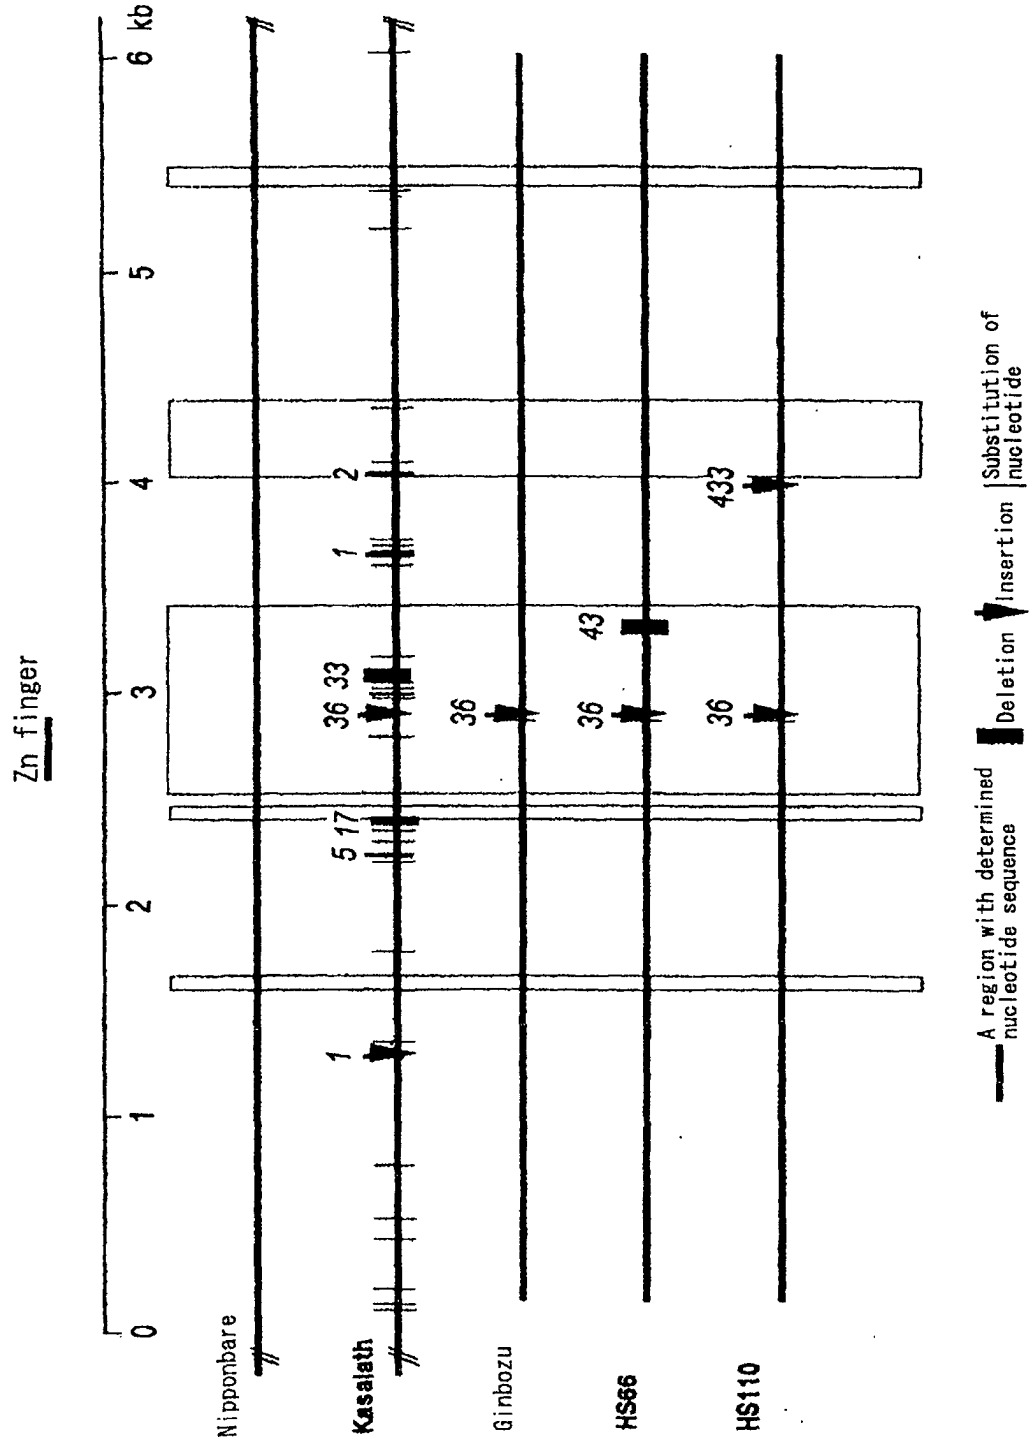 Zn finger
0 1 2 3 4 5 6 kb
Nipponbare
Kasalath
1 5 17 36 33 1 2
Ginbozu
36
HS66
36 43
HS110
36 433
A region with determined
nucleotide sequence
Deletion
Insertion
Substitution of
nucleotide